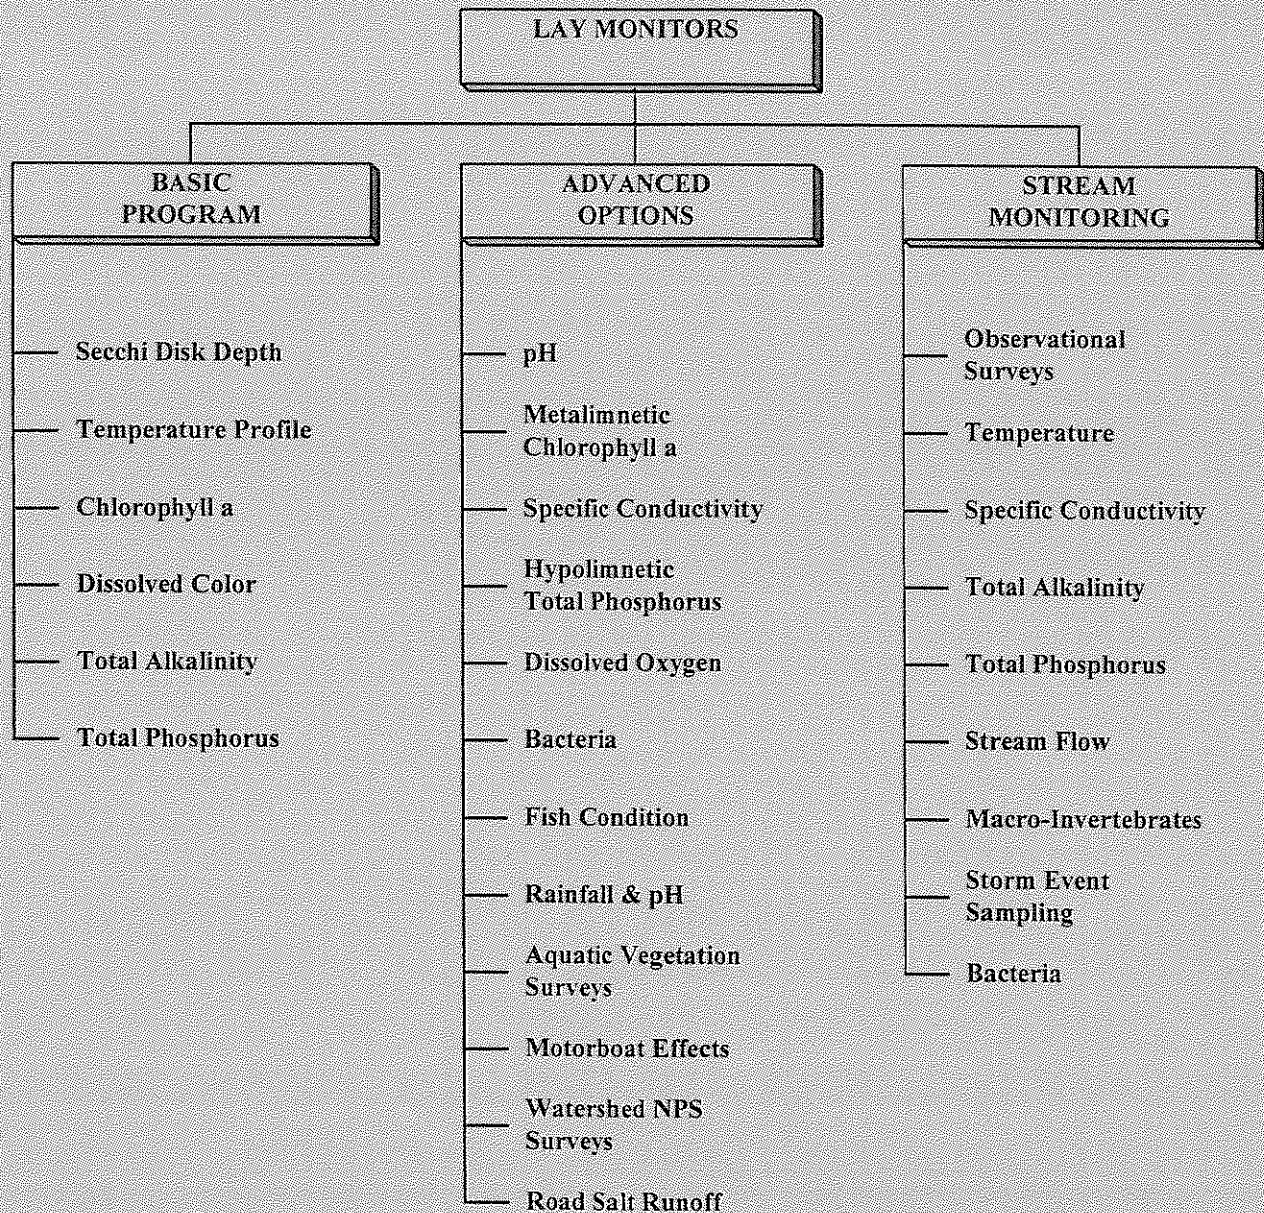 LAY MONITORS
BASIC
PROGRAM
Secchi Disk Depth
Temperature Profile
Chlorophyll a
Dissolved Color
Total Alkalinity
Total Phosphorus
ADVANCED
OPTIONS
pH
Metalimnetic
Chlorophyll a
Specific Conductivity
Hypolimnetic
Total Phosphorus
Dissolved Oxygen
Bacteria
Fish Condition
Rainfall & pH
Aquatic Vegetation
Surveys
Motorboat Effects
Watershed NPS
Surveys
Road Salt Runoff
STREAM
MONITORING
Observational
Surveys
Temperature
Specific Conductivity
Total Alkalinity
Total Phosphorus
Stream Flow
Macro-Invertebrates
Storm Event
Sampling
Bacteria